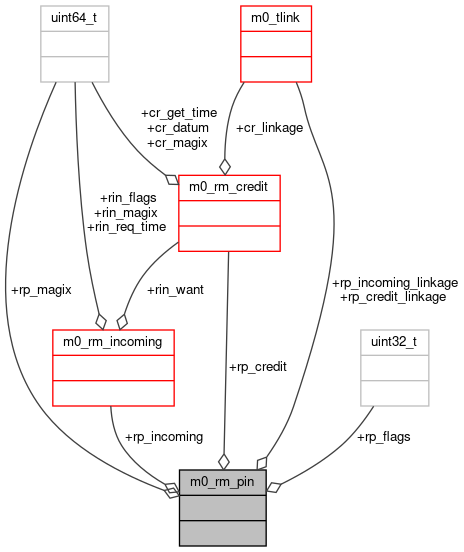 uint64_t
m0_tlink
+cr_get_time
+cr_datum
+cr_magix
+cr_linkage
m0_rm_credit
+rin_flags
+rin_magix
+rin_req_time
+rp_magix
+rin_want
+rp_incoming_linkage
+rp_credit_linkage
m0_rm_incoming
uint32_t
+rp_credit
+rp_incoming
+rp_flags
m0_rm_pin